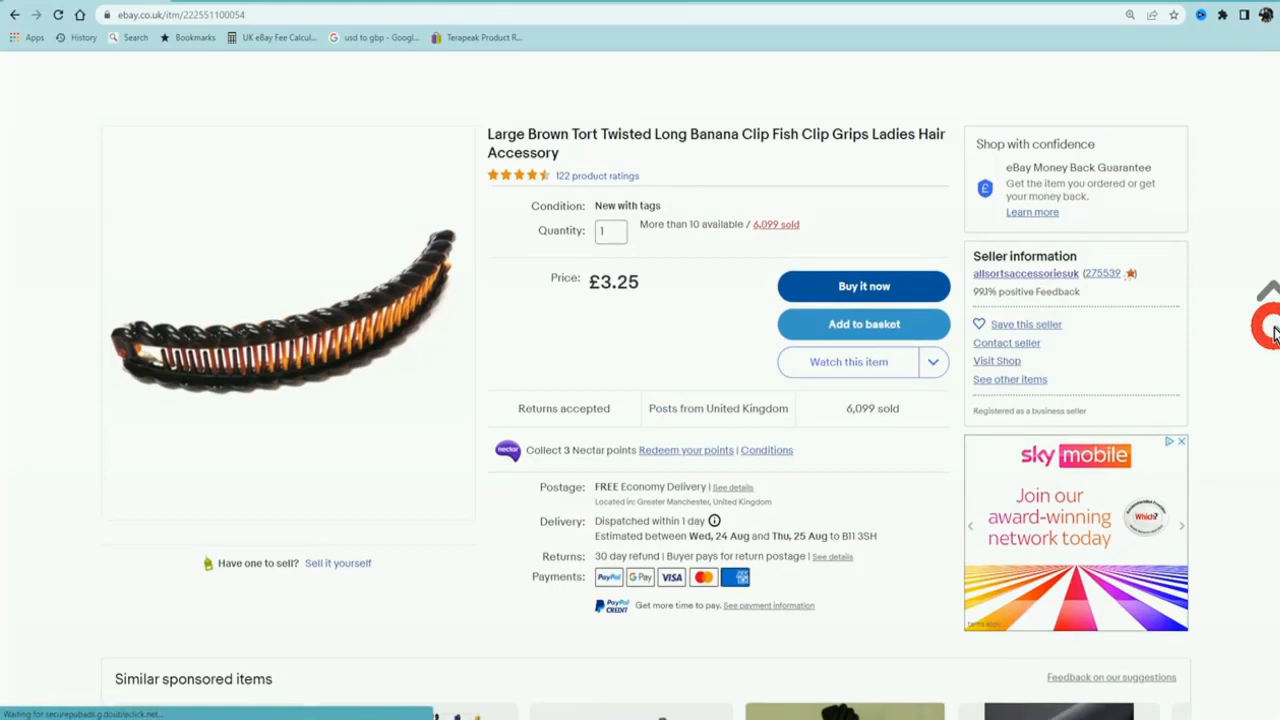 ebay.co.uk/itm/222551100054
Apps History Search Bookmarks UK eBay Fee Calcul... usd to gbp - Googl... Terapeak Product R...
Large Brown Tort Twisted Long Banana Clip Fish Clip Grips Ladies Hair
Accessory
122 product ratings
Condition: New with tags
Quantity: 1 More than 10 available / 6,099 sold
Price: £3.25
Buy it now
Add to basket
Watch this item
Returns accepted Posts from United Kingdom 6,099 sold
nectar Collect 3 Nectar points Redeem your points | Conditions
Postage: FREE Economy Delivery | See details
Located in: Greater Manchester, United Kingdom
Delivery: Dispatched within 1 day
Estimated between Wed, 24 Aug and Thu, 25 Aug to B11 3SH
Returns: 30 day refund | Buyer pays for return postage | See details
Payments: PayPal G Pay VISA
PayPal CREDIT Get more time to pay. See payment information
Have one to sell? Sell it yourself
Shop with confidence
eBay Money Back Guarantee
Get the item you ordered or get
your money back.
Learn more
Seller information
allsortsaccessoriesuk (275539)
99.1% positive Feedback
Save this seller
Contact seller
Visit Shop
See other items
Registered as a business seller
sky mobile
Join our
award-winning
network today
Which?
terms apply.
Similar sponsored items
Feedback on our suggestions